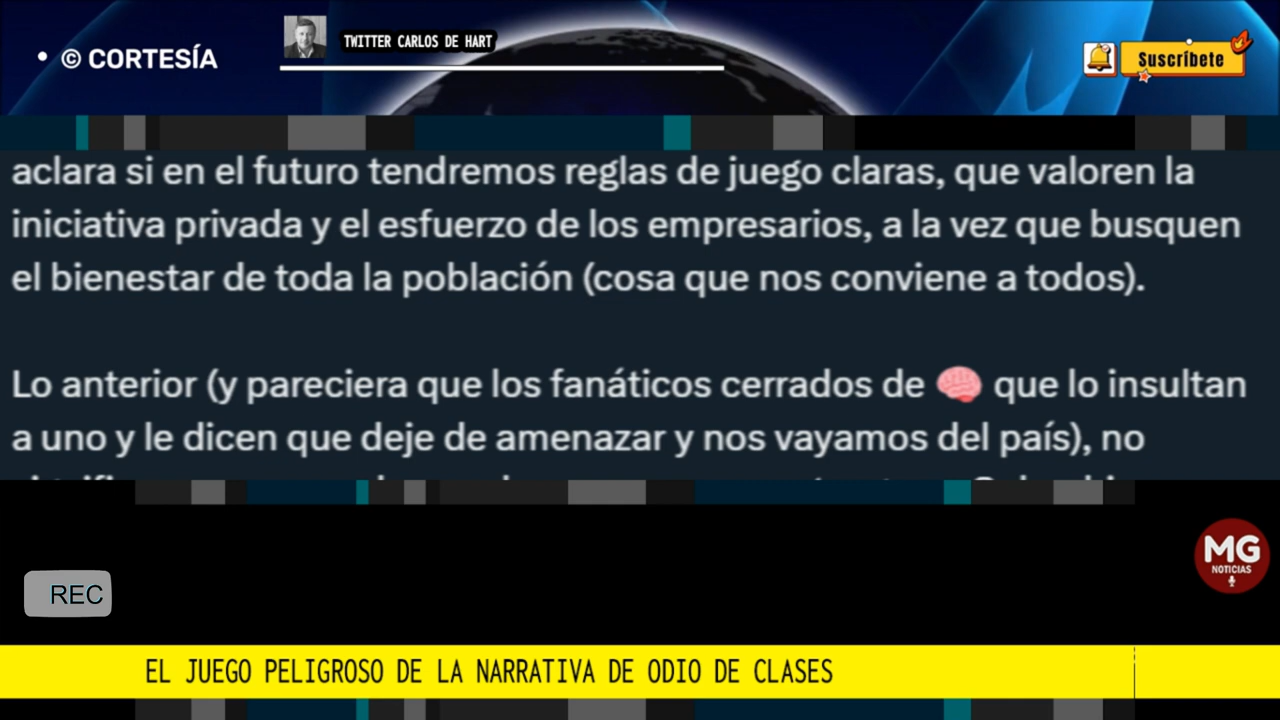 • © CORTESÍA
TWITTER CARLOS DE HART
Suscríbete
aclara si en el futuro tendremos reglas de juego claras, que valoren la
iniciativa privada y el esfuerzo de los empresarios, a la vez que busquen
el bienestar de toda la población (cosa que nos conviene a todos).
Lo anterior (y pareciera que los fanáticos cerrados de 🧠 que lo insultan
a uno y le dicen que deje de amenazar y nos vayamos del país), no
MG
NOTICIAS
REC
EL JUEGO PELIGROSO DE LA NARRATIVA DE ODIO DE CLASES